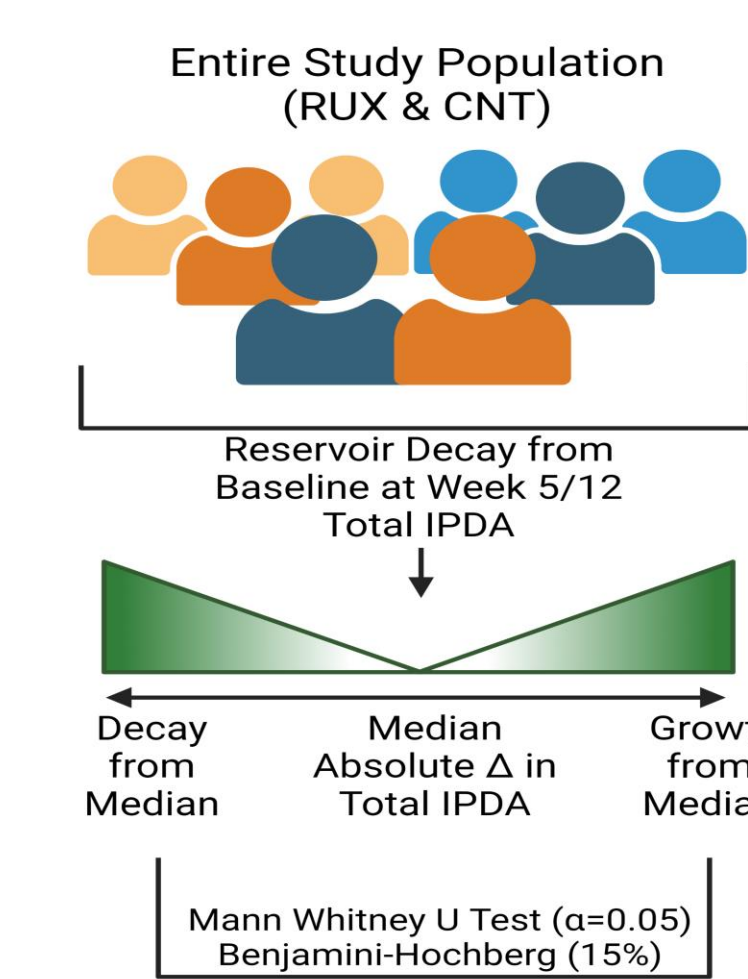 Entire Study Population
(RUX & CNT)
Reservoir Decay from
Baseline at Week 5/12
Total IPDA
Decay
from
Median
Median
Absolute Δ in
Total IPDA
from
Mann Whitney U Test (α=0.05)
Benjamini-Hochberg (15%)